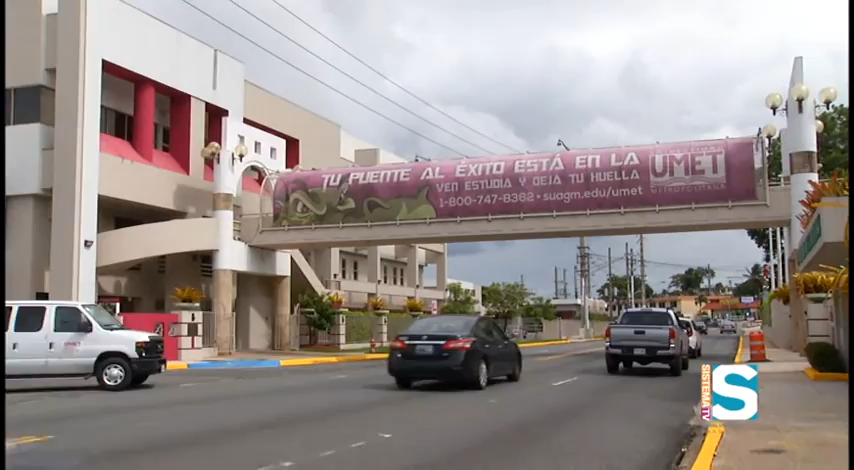 TU PUENTE AL ÉXITO ESTÁ EN LA
VEN ESTUDIA Y DEJA TU HUELLA
1-800-747-8362 • suagm.edu/umet
UMET
METROPOLITANA
SISTEMA TV
S